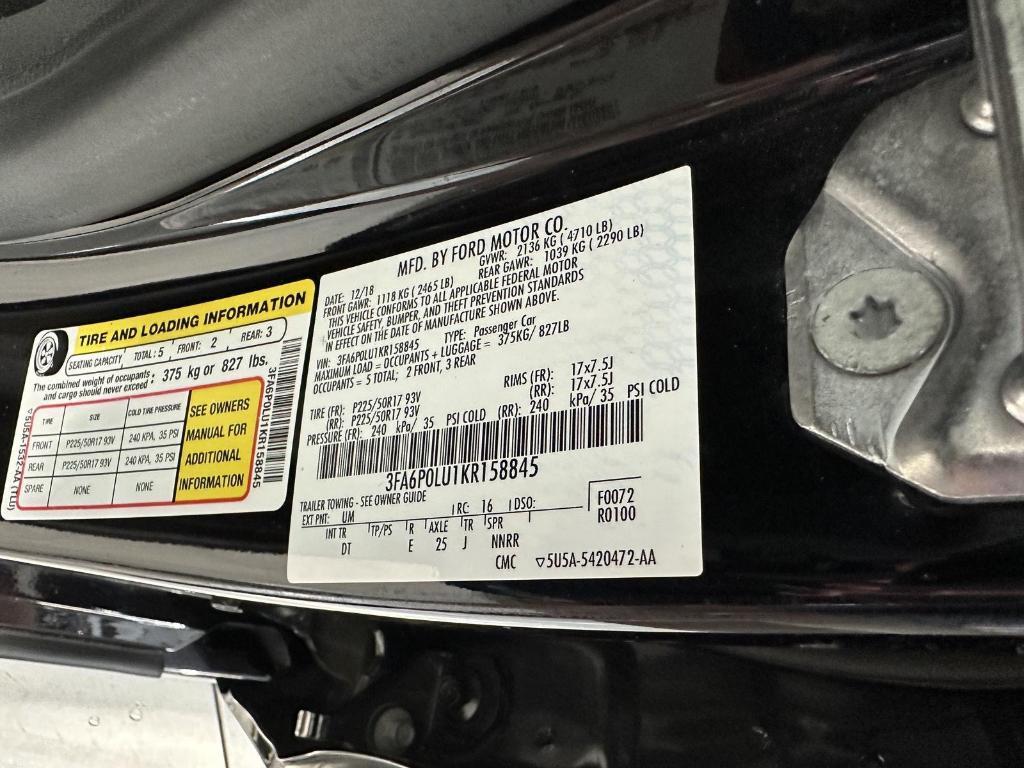 TIRE AND LOADING INFORMATION
SEATING CAPACITY TOTAL: 5 FRONT: 2 REAR: 3
The combined weight of occupants and cargo should never exceed: 375 kg or 827 lbs.
TIRE SIZE COLD TIRE PRESSURE
FRONT P225/50R17 93V 240 KPA, 35 PSI
REAR P225/50R17 93V 240 KPA, 35 PSI
SPARE NONE NONE
SEE OWNERS
MANUAL FOR
ADDITIONAL
INFORMATION
▽5U5A-1532-AA (TLI)
3FA6P0LU1KR158845
MFD. BY FORD MOTOR CO.
DATE: 12/18 GVWR: 2136 KG ( 4710 LB)
FRONT GAWR: 1118 KG ( 2465 LB) REAR GAWR: 1039 KG ( 2290 LB)
THIS VEHICLE CONFORMS TO ALL APPLICABLE FEDERAL MOTOR
VEHICLE SAFETY, BUMPER, AND THEFT PREVENTION STANDARDS
IN EFFECT ON THE DATE OF MANUFACTURE SHOWN ABOVE.
VIN: 3FA6P0LU1KR158845 TYPE: Passenger Car
MAXIMUM LOAD = OCCUPANTS + LUGGAGE = 375KG/ 827LB
OCCUPANTS = 5 TOTAL; 2 FRONT, 3 REAR
TIRE (FR): P225/50R17 93V RIMS (FR): 17x7.5J
(RR): P225/50R17 93V (RR): 17x7.5J
PRESSURE (FR): 240 kPa/ 35 PSI COLD (RR): 240 kPa/ 35 PSI COLD
3FA6P0LU1KR158845
TRAILER TOWING - SEE OWNER GUIDE
EXT PNT: UM RC: 16 DSO: F0072
R0100
INT TR TP/PS R AXLE TR SPR
DT E 25 J NNRR
CMC ▽5U5A-5420472-AA